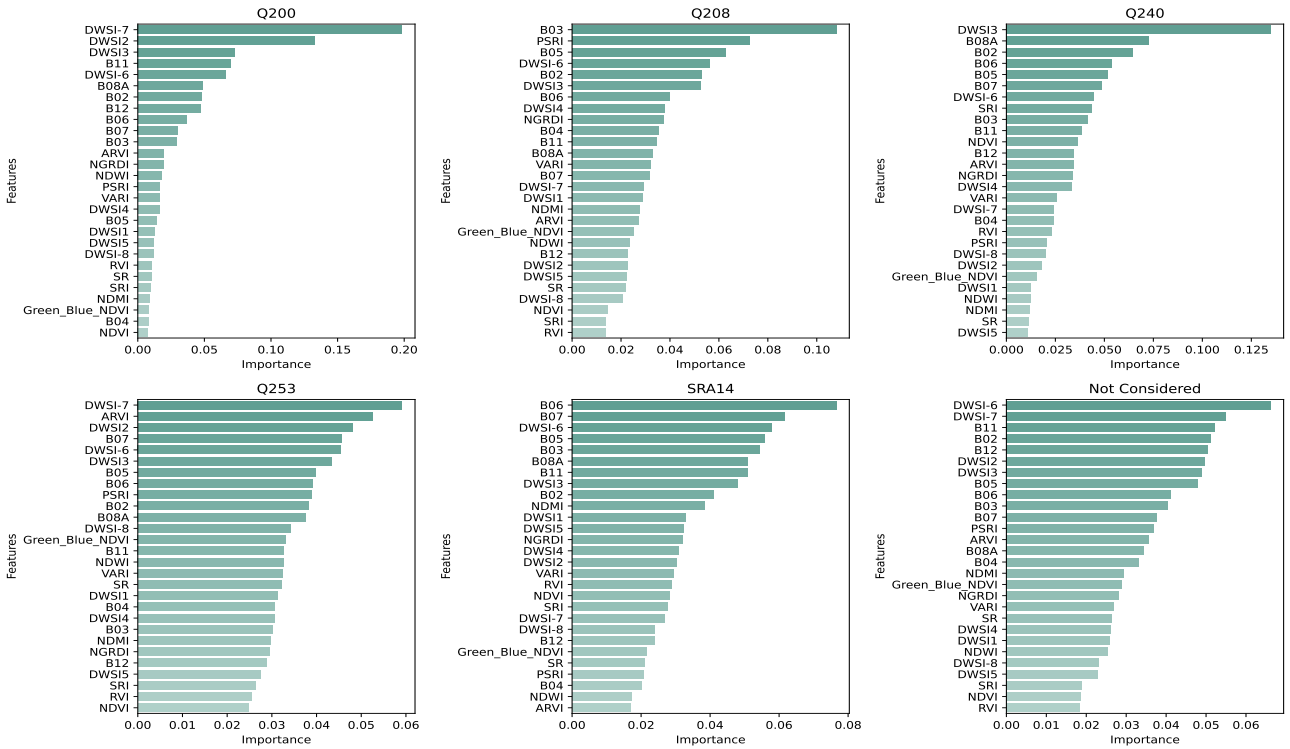 Q200
Features
DWSI-7
DWSI2
DWSI3
B11
DWSI-6
B08A
B02
B12
B06
B07
B03
ARVI
NGRDI
NDWI
PSRI
VARI
DWSI4
B05
DWSI1
DWSI5
DWSI-8
RVI
SR
SRI
NDMI
Green_Blue_NDVI
B04
NDVI
0.00 0.05 0.10 0.15 0.20
Importance
Q208
Features
B03
PSRI
B05
DWSI-6
B02
DWSI3
B06
DWSI4
NGRDI
B04
B11
B08A
VARI
B07
DWSI-7
DWSI1
NDMI
ARVI
Green_Blue_NDVI
NDWI
B12
DWSI2
DWSI5
SR
DWSI-8
NDVI
SRI
RVI
0.00 0.02 0.04 0.06 0.08 0.10
Importance
Q240
Features
DWSI3
B08A
B02
B06
B05
B07
DWSI-6
SRI
B03
B11
NDVI
B12
ARVI
NGRDI
DWSI4
VARI
DWSI-7
B04
RVI
PSRI
DWSI-8
DWSI2
Green_Blue_NDVI
DWSI1
NDWI
NDMI
SR
DWSI5
0.000 0.025 0.050 0.075 0.100 0.125
Importance
Q253
Features
DWSI-7
ARVI
DWSI2
B07
DWSI-6
DWSI3
B05
B06
PSRI
B02
B08A
DWSI-8
Green_Blue_NDVI
B11
NDWI
VARI
SR
DWSI1
B04
DWSI4
B03
NDMI
NGRDI
B12
DWSI5
SRI
RVI
NDVI
0.00 0.01 0.02 0.03 0.04 0.05 0.06
Importance
SRA14
Features
B06
B07
DWSI-6
B05
B03
B08A
B11
DWSI3
B02
NDMI
DWSI1
DWSI5
NGRDI
DWSI4
DWSI2
VARI
RVI
NDVI
SRI
DWSI-7
DWSI-8
B12
Green_Blue_NDVI
SR
PSRI
B04
NDWI
ARVI
0.00 0.02 0.04 0.06 0.08
Importance
Not Considered
Features
DWSI-6
DWSI-7
B11
B02
B12
DWSI2
DWSI3
B05
B06
B03
B07
PSRI
ARVI
B08A
B04
NDMI
Green_Blue_NDVI
NGRDI
VARI
SR
DWSI4
DWSI1
NDWI
DWSI-8
DWSI5
SRI
NDVI
RVI
0.00 0.01 0.02 0.03 0.04 0.05 0.06
Importance